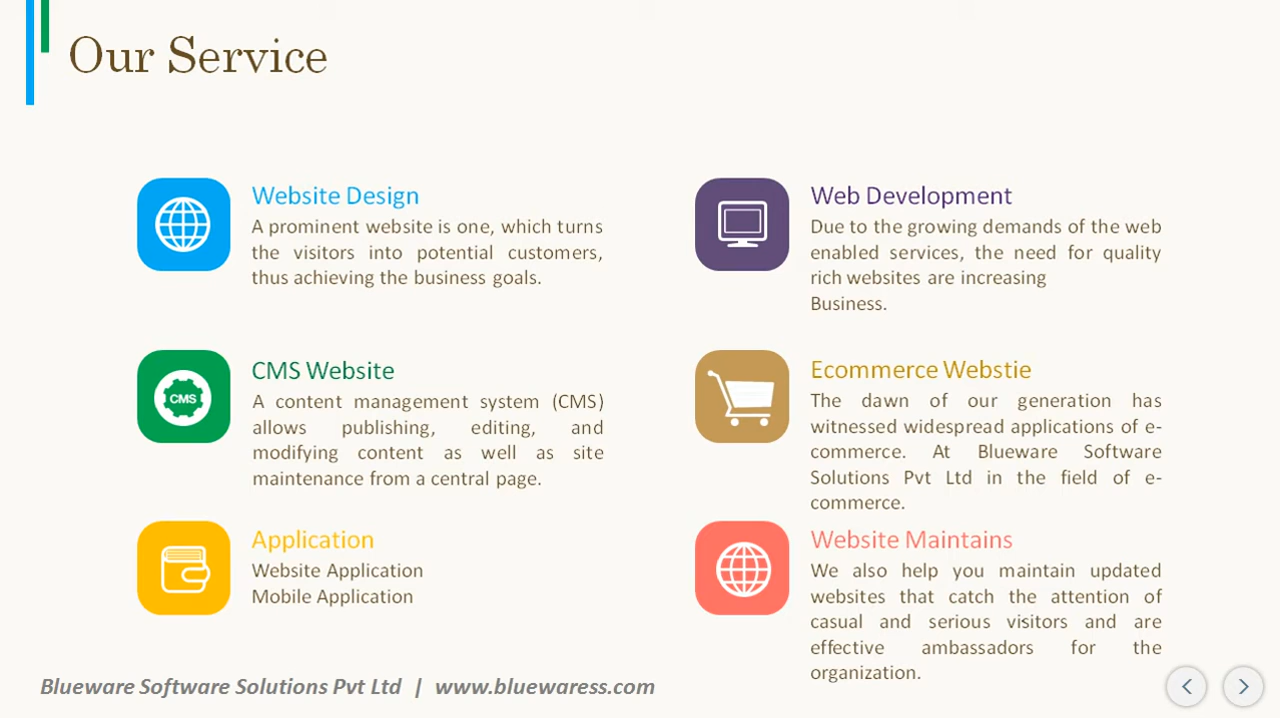 Our Service
Website Design
A prominent website is one, which turns
the visitors into potential customers,
thus achieving the business goals.
Web Development
Due to the growing demands of the web
enabled services, the need for quality
rich websites are increasing
Business.
CMS
CMS Website
A content management system (CMS)
allows publishing, editing, and
modifying content as well as site
maintenance from a central page.
Ecommerce Webstie
The dawn of our generation has
witnessed widespread applications of e-
commerce. At Blueware Software
Solutions Pvt Ltd in the field of e-
commerce.
Application
Website Application
Mobile Application
Website Maintains
We also help you maintain updated
websites that catch the attention of
casual and serious visitors and are
effective ambassadors for the
organization.
Blueware Software Solutions Pvt Ltd | www.bluewaress.com